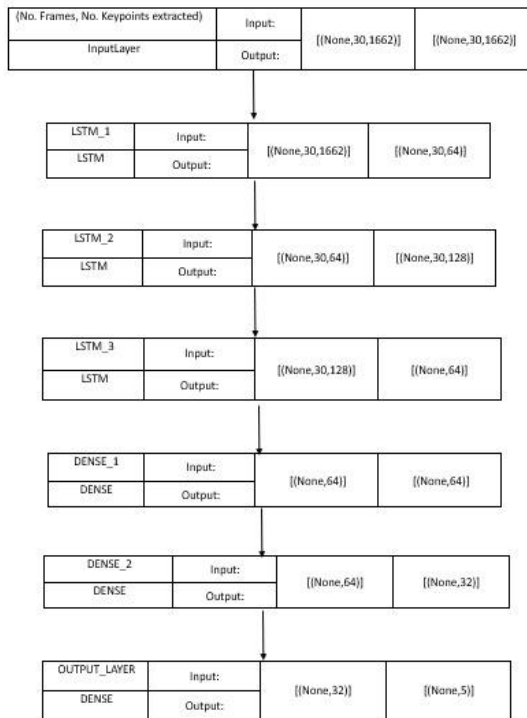 (No. Frames, No. Keypoints extracted)
Input:
[(None,30,1662)]
[(None,30,1662)]
InputLayer
Output:
LSTM_1
Input:
[(None,30,1662)]
[(None,30,64)]
LSTM
Output:
LSTM_2
Input:
[(None,30,64)]
[(None,30,128)]
LSTM
Output:
LSTM_3
Input:
[(None,30,128)]
[(None,64)]
LSTM
Output:
DENSE_1
Input:
[(None,64)]
[(None,64)]
DENSE
Output:
DENSE_2
Input:
[(None,64)]
[(None,32)]
DENSE
Output:
OUTPUT_LAYER
Input:
[(None,32)]
[(None,5)]
DENSE
Output: